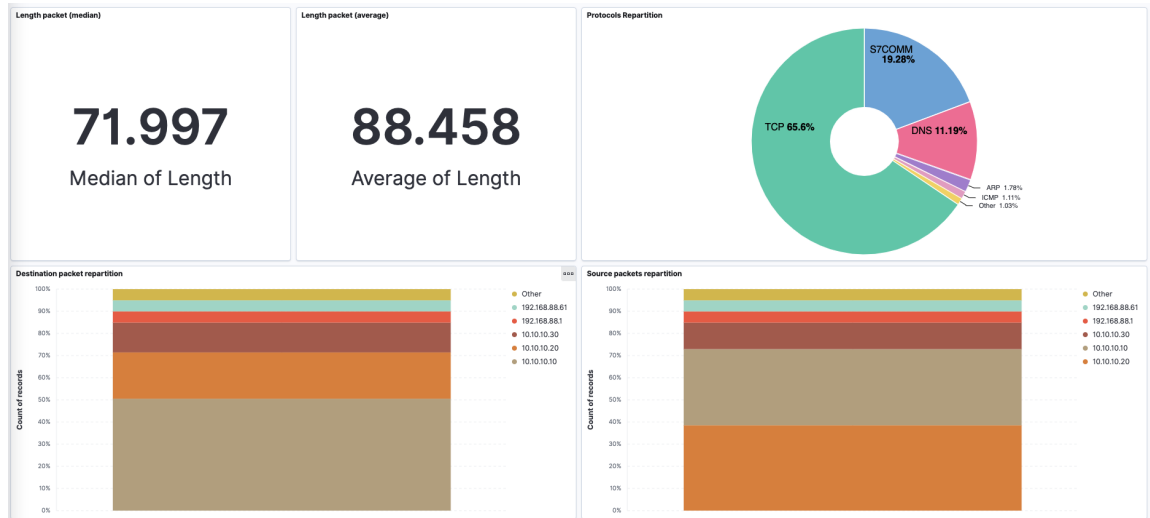 Length packet (median)
71.997
Median of Length
Length packet (average)
88.458
Average of Length
Protocols Repartition
S7COMM
19.28%
TCP 65.6%
DNS 11.19%
ARP 1.78%
ICMP 1.11%
Other 1.03%
Destination packet repartition
Count of records
100%
90%
80%
70%
60%
50%
40%
30%
20%
10%
0%
Other
192.168.88.61
192.168.88.1
10.10.10.30
10.10.10.20
10.10.10.10
Source packets repartition
Count of records
100%
90%
80%
70%
60%
50%
40%
30%
20%
10%
0%
Other
192.168.88.61
192.168.88.1
10.10.10.30
10.10.10.10
10.10.10.20